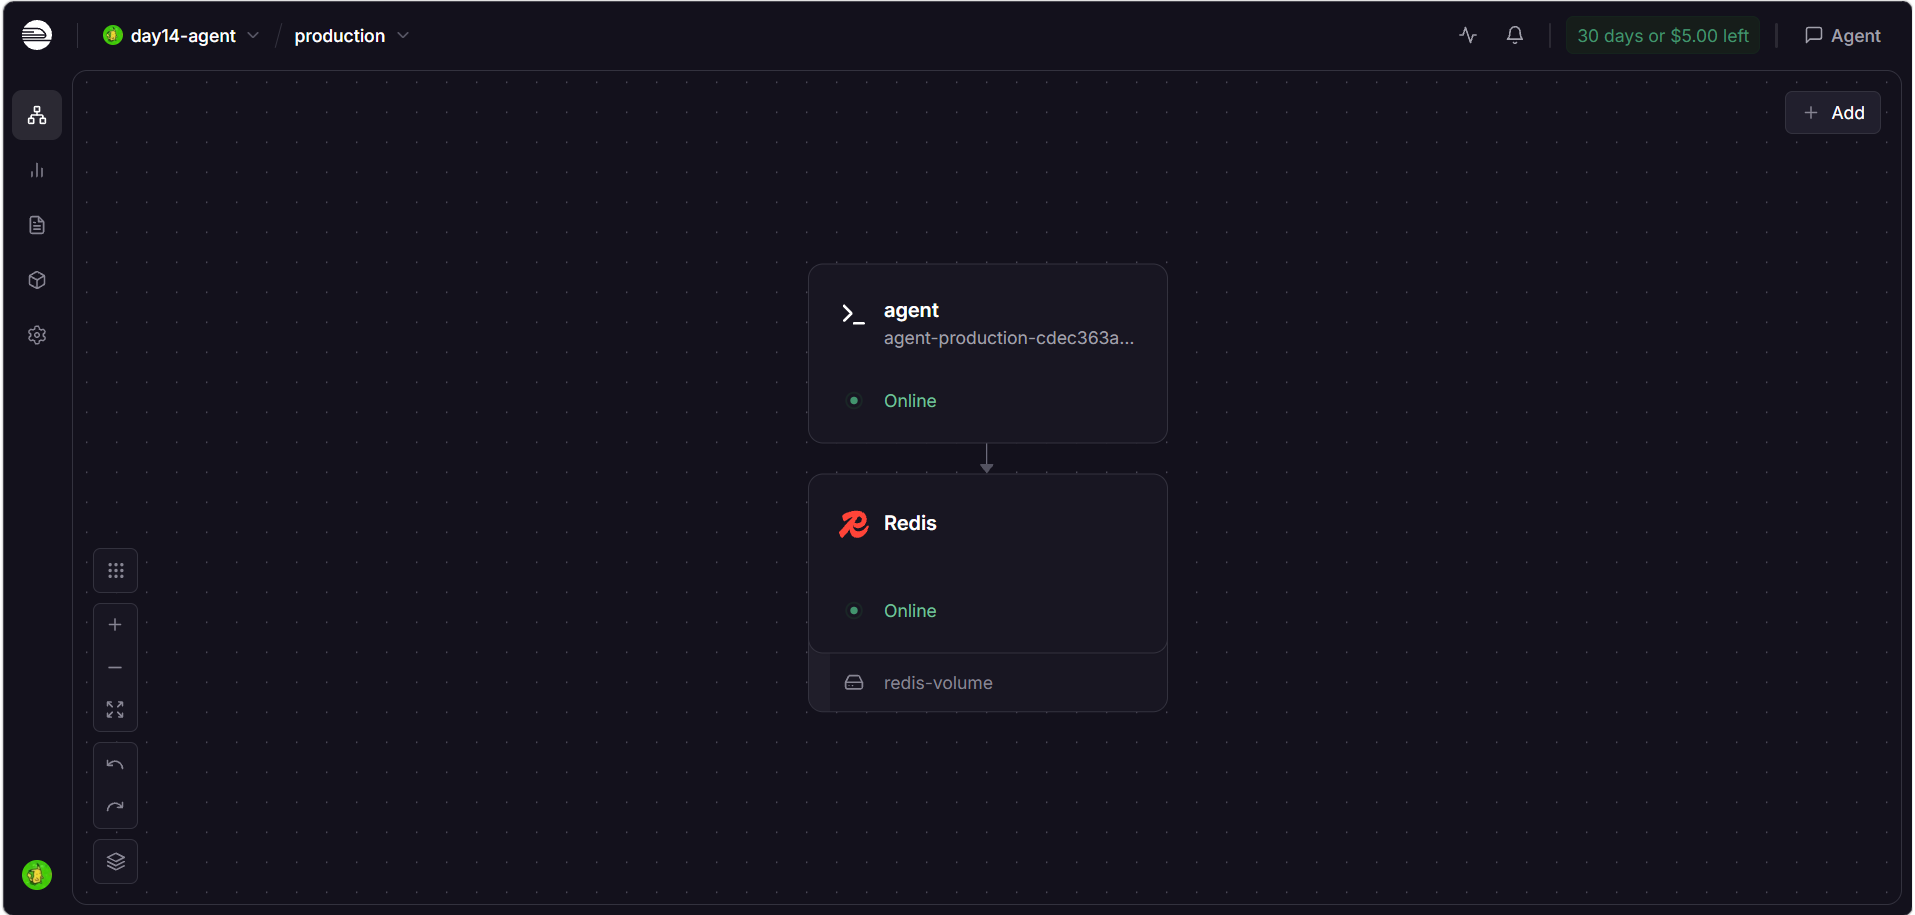 day14-agent
production
30 days or $5.00 left
Agent
Add
agent
agent-production-cdec363a...
Online
Redis
Online
redis-volume